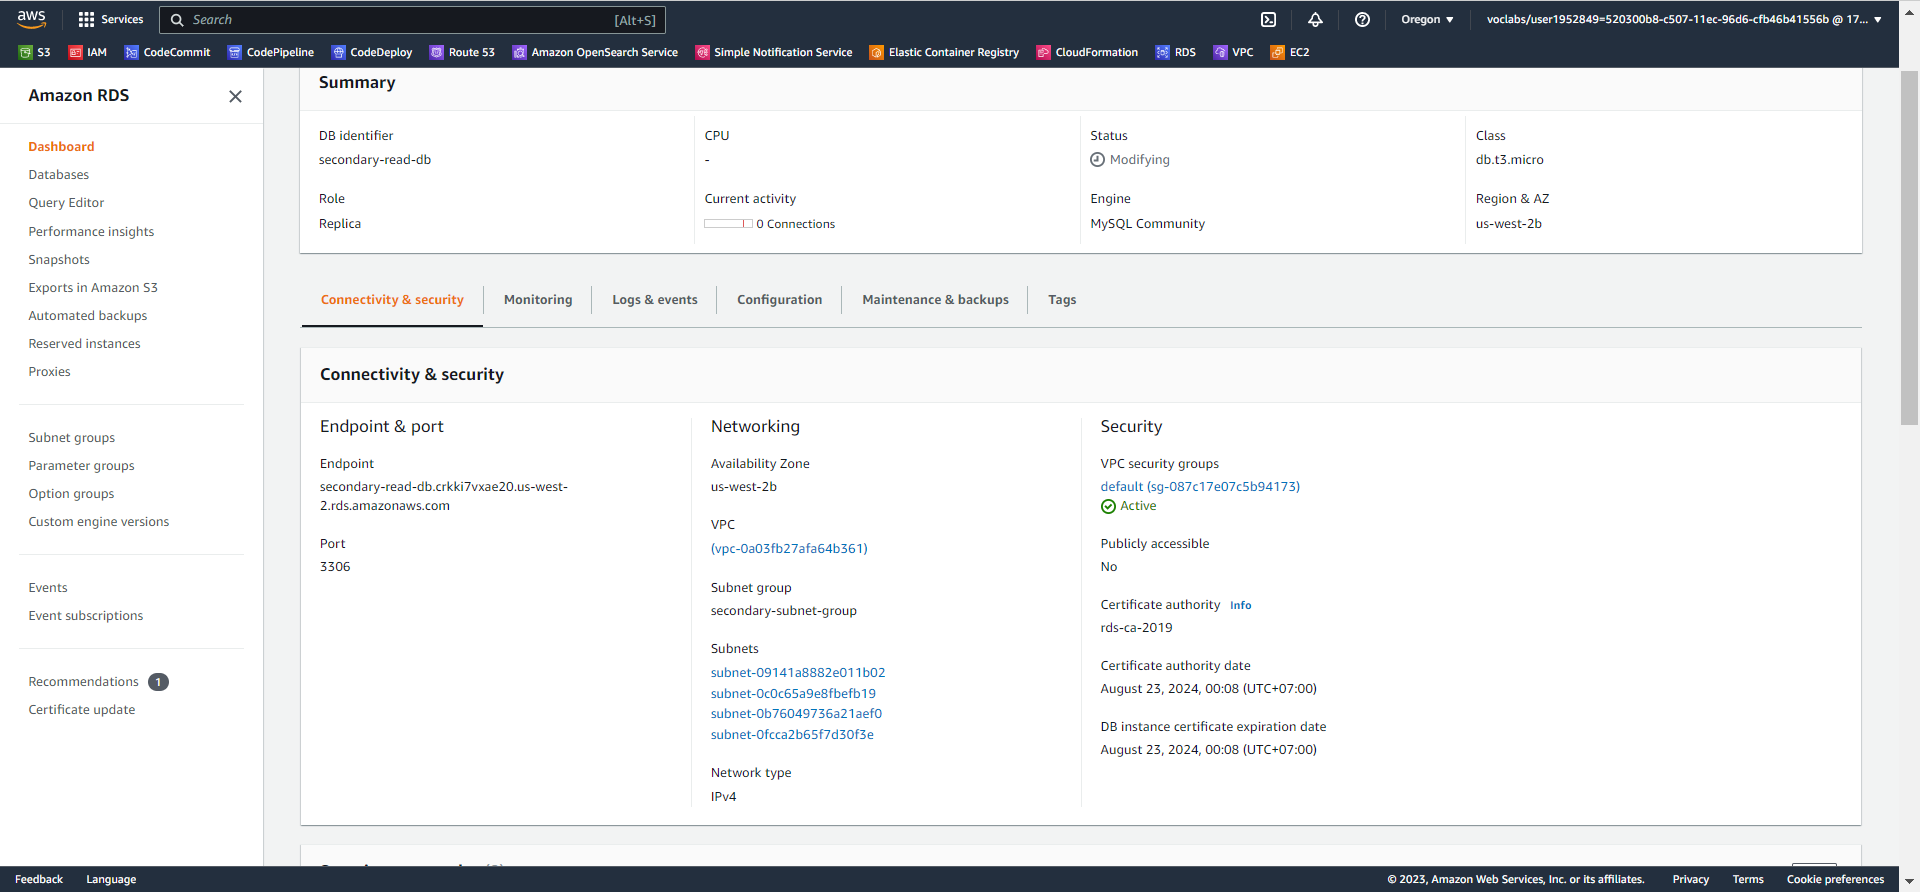 aws
Services
Search
[Alt+S]
Oregon
voclabs/user1952849=520300b8-c507-11ec-96d6-cfb46b41556b @ 17...
S3
IAM
CodeCommit
CodePipeline
CodeDeploy
Route 53
Amazon OpenSearch Service
Simple Notification Service
Elastic Container Registry
CloudFormation
RDS
VPC
EC2
Amazon RDS
Dashboard
Databases
Query Editor
Performance insights
Snapshots
Exports in Amazon S3
Automated backups
Reserved instances
Proxies
Subnet groups
Parameter groups
Option groups
Custom engine versions
Events
Event subscriptions
Recommendations 1
Certificate update
Summary
DB identifier
secondary-read-db
Role
Replica
CPU
-
Current activity
0 Connections
Status
Modifying
Engine
MySQL Community
Class
db.t3.micro
Region & AZ
us-west-2b
Connectivity & security
Monitoring
Logs & events
Configuration
Maintenance & backups
Tags
Connectivity & security
Endpoint & port
Endpoint
secondary-read-db.crkki7vxae20.us-west-
2.rds.amazonaws.com
Port
3306
Networking
Availability Zone
us-west-2b
VPC
(vpc-0a03fb27afa64b361)
Subnet group
secondary-subnet-group
Subnets
subnet-09141a8882e011b02
subnet-0c0c65a9e8fbefb19
subnet-0b76049736a21aef0
subnet-0fcca2b65f7d30f3e
Network type
IPv4
Security
VPC security groups
default (sg-087c17e07c5b94173)
Active
Publicly accessible
No
Certificate authority Info
rds-ca-2019
Certificate authority date
August 23, 2024, 00:08 (UTC+07:00)
DB instance certificate expiration date
August 23, 2024, 00:08 (UTC+07:00)
Feedback
Language
© 2023, Amazon Web Services, Inc. or its affiliates.
Privacy
Terms
Cookie preferences